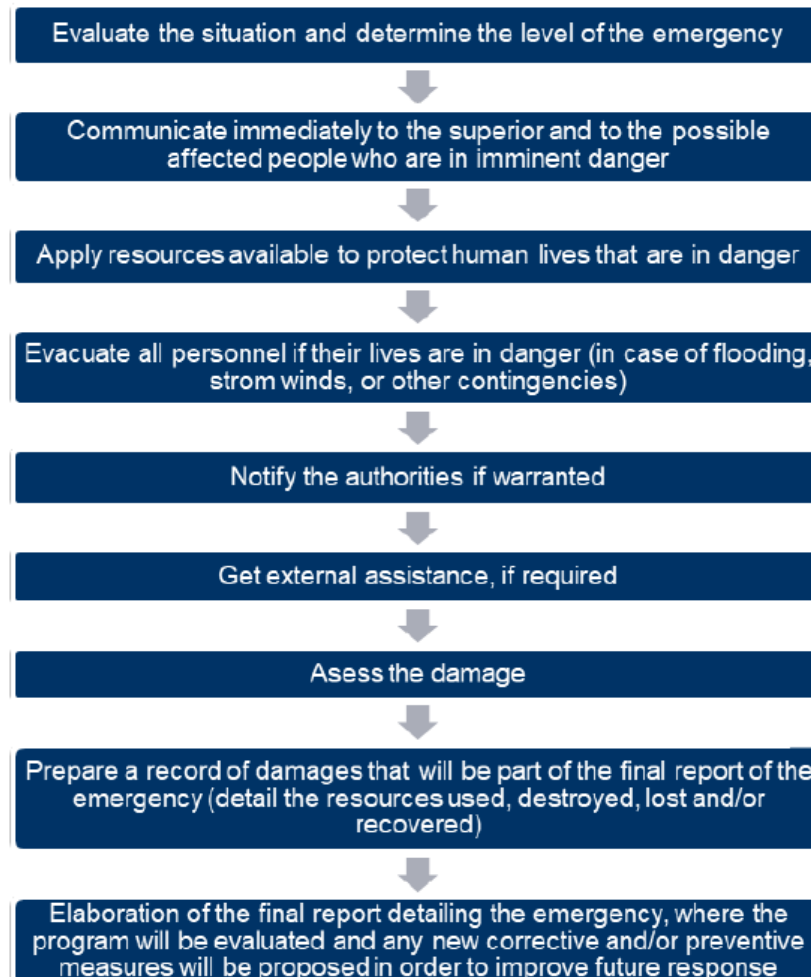 Evaluate the situation and determine the level of the emergency
Communicate immediately to the superior and to the possible
affected people who are in imminent danger
Apply resources available to protect human lives that are in danger
Evacuate all personnel if their lives are in danger (in case of flooding,
strom winds, or other contingencies)
Notify the authorities if warranted
Get external assistance, if required
Asess the damage
Prepare a record of damages that will be part of the final report of the
emergency (detail the resources used, destroyed, lost and/or
recovered)
Elaboration of the final report detailing the emergency, where the
program will be evaluated and any new corrective and/or preventive
measures will be proposed in order to improve future response